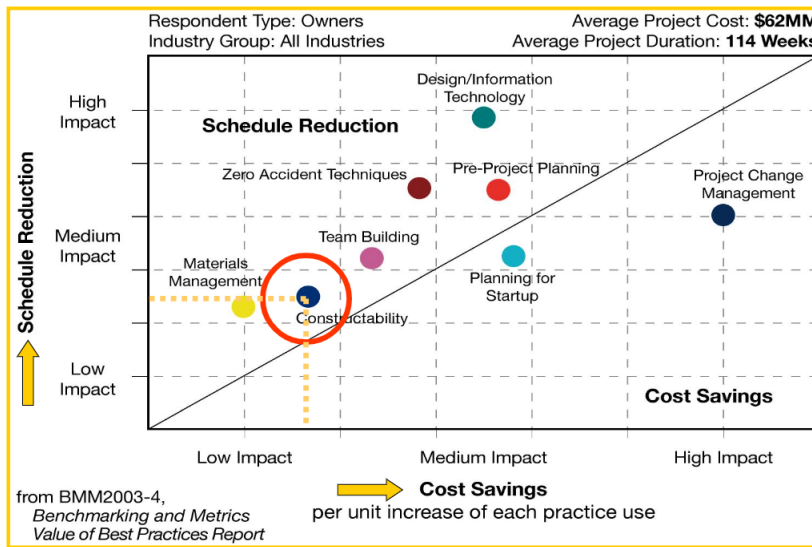 Respondent Type: Owners
Average Project Cost: $62MM
Industry Group: All Industries
Average Project Duration: 114 Weeks
Design/Information
Technology
High
Impact
Schedule Reduction
Zero Accident Techniques
Pre-Project Planning
Project Change
Management
Schedule Reduction
Medium
Impact
Team Building
Materials
Management
Planning for
Startup
Constructability
Low
Impact
Cost Savings
Low Impact
Medium Impact
High Impact
from BMM2003-4,
Benchmarking and Metrics
Value of Best Practices Report
Cost Savings
per unit increase of each practice use